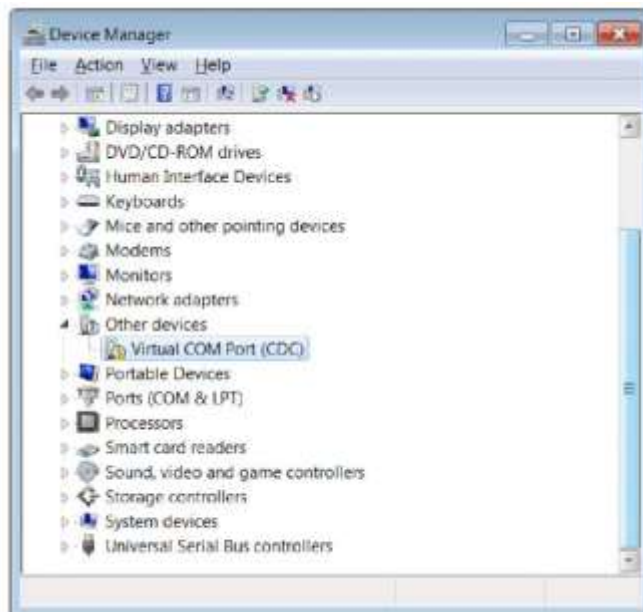 Device Manager
File Action View Help
Display adapters
DVD/CD-ROM drives
Human Interface Devices
Keyboards
Mice and other pointing devices
Modems
Monitors
Network adapters
Other devices
Virtual COM Port (CDC)
Portable Devices
Ports (COM & LPT)
Processors
Smart card readers
Sound, video and game controllers
Storage controllers
System devices
Universal Serial Bus controllers